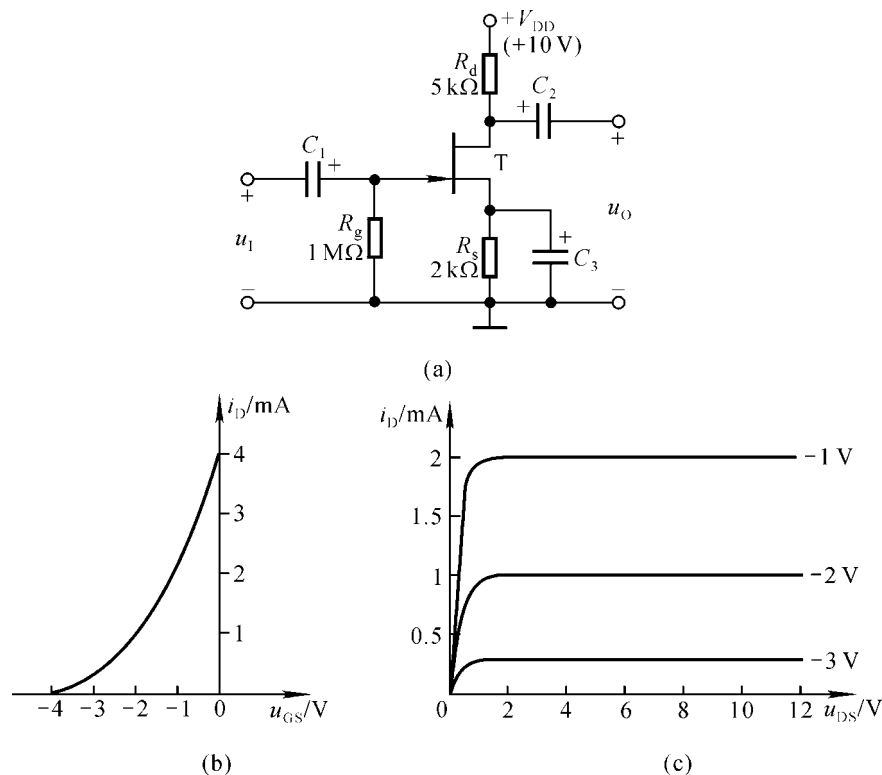 +V_DD
(+10 V)
R_d
5 kΩ
C_2
+
+
C_1
+
T
+
u_I
R_g
1 MΩ
R_s
2 kΩ
+
C_3
u_O
−
−
(a)
i_D/mA
4
3
2
1
−4 −3 −2 −1 0 u_GS/V
(b)
i_D/mA
2
−1 V
1.5
1
−2 V
0.5
−3 V
0 2 4 6 8 10 12 u_DS/V
(c)